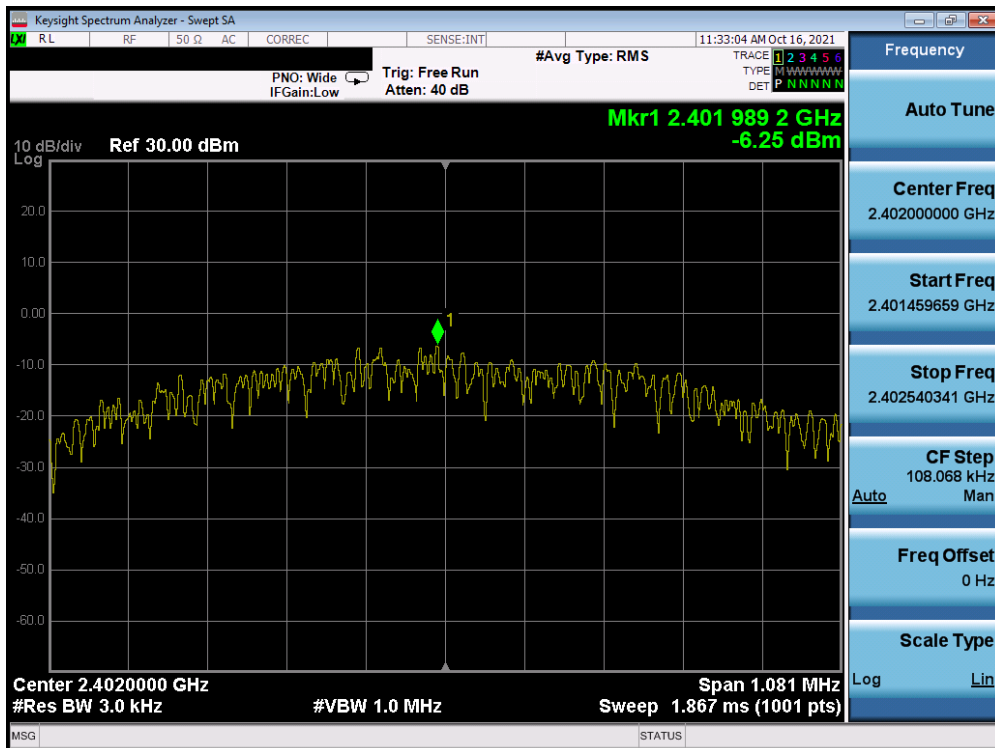 Keysight Spectrum Analyzer - Swept SA
LXI RL RF 50 Ω AC CORREC SENSE:INT 11:33:04 AM Oct 16, 2021
PNO: Wide
IFGain:Low
Trig: Free Run
Atten: 40 dB
#Avg Type: RMS
TRACE 1 2 3 4 5 6
TYPE M W W W W W
DET P N N N N N
Mkr1 2.401 989 2 GHz
-6.25 dBm
10 dB/div
Log
Ref 30.00 dBm
20.0
10.0
0.00
-10.0
-20.0
-30.0
-40.0
-50.0
-60.0
1
Center 2.4020000 GHz
Span 1.081 MHz
#Res BW 3.0 kHz
#VBW 1.0 MHz
Sweep 1.867 ms (1001 pts)
MSG
STATUS
Frequency
Auto Tune
Center Freq
2.402000000 GHz
Start Freq
2.401459659 GHz
Stop Freq
2.402540341 GHz
CF Step
108.068 kHz
Auto Man
Freq Offset
0 Hz
Scale Type
Log Lin